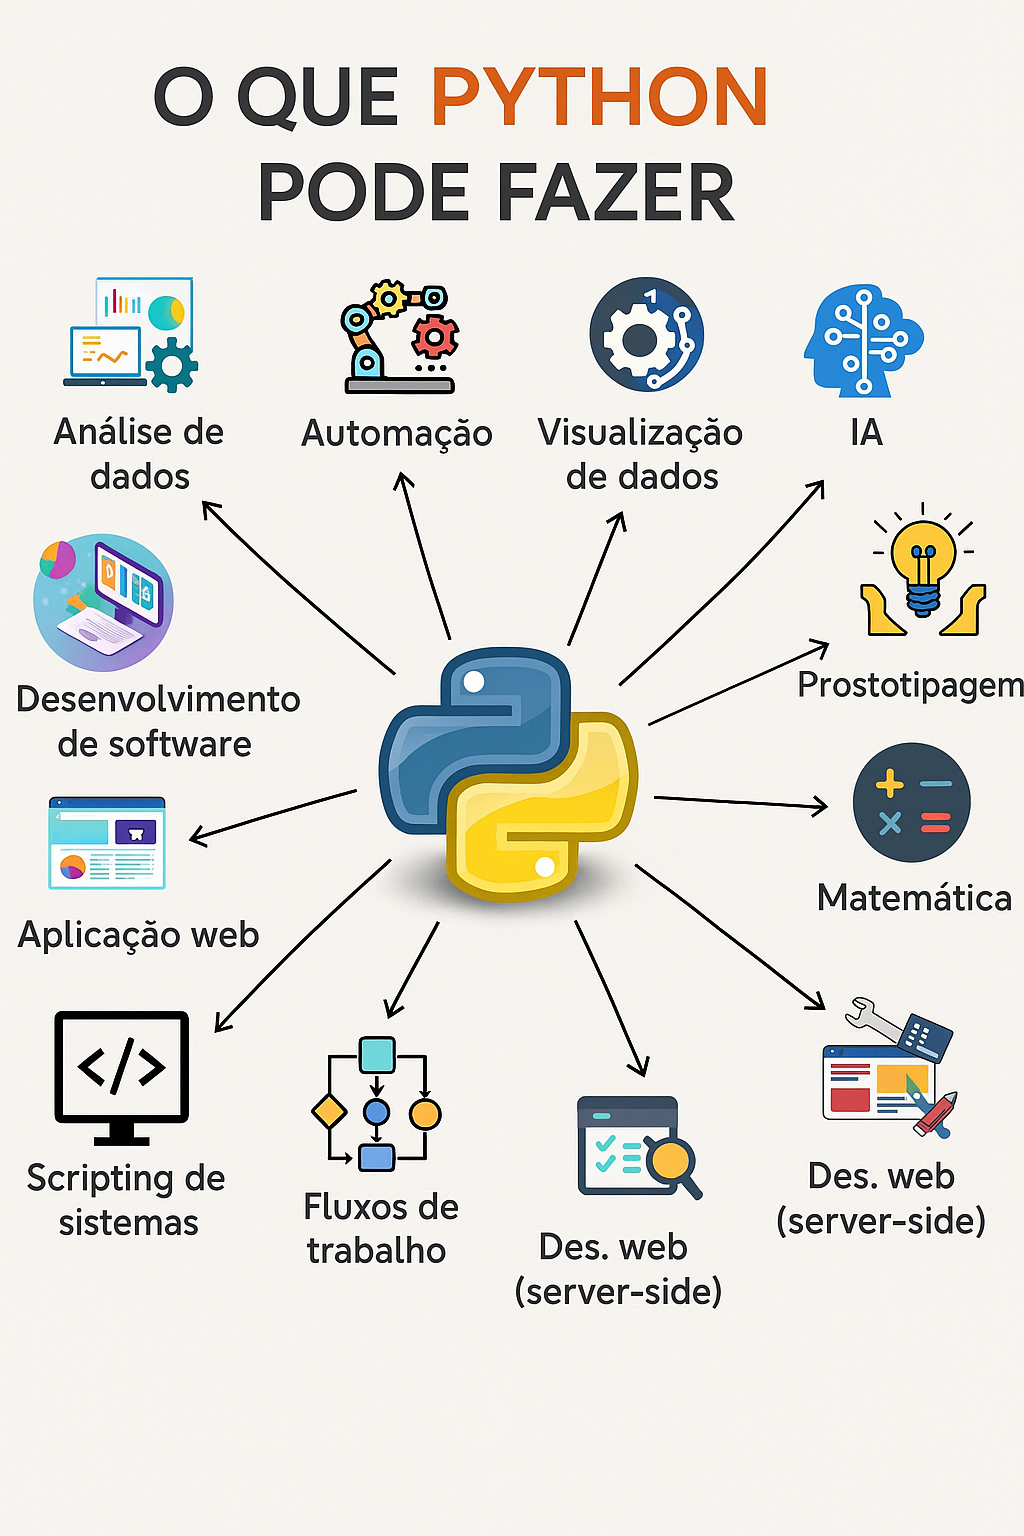 O QUE PYTHON
PODE FAZER
Análise de
dados
Automação
Visualização
de dados
IA
Desenvolvimento
de software
Prostotipagem
Aplicação web
Matemática
Scripting de
sistemas
Fluxos de
trabalho
Des. web
(server-side)
Des. web
(server-side)